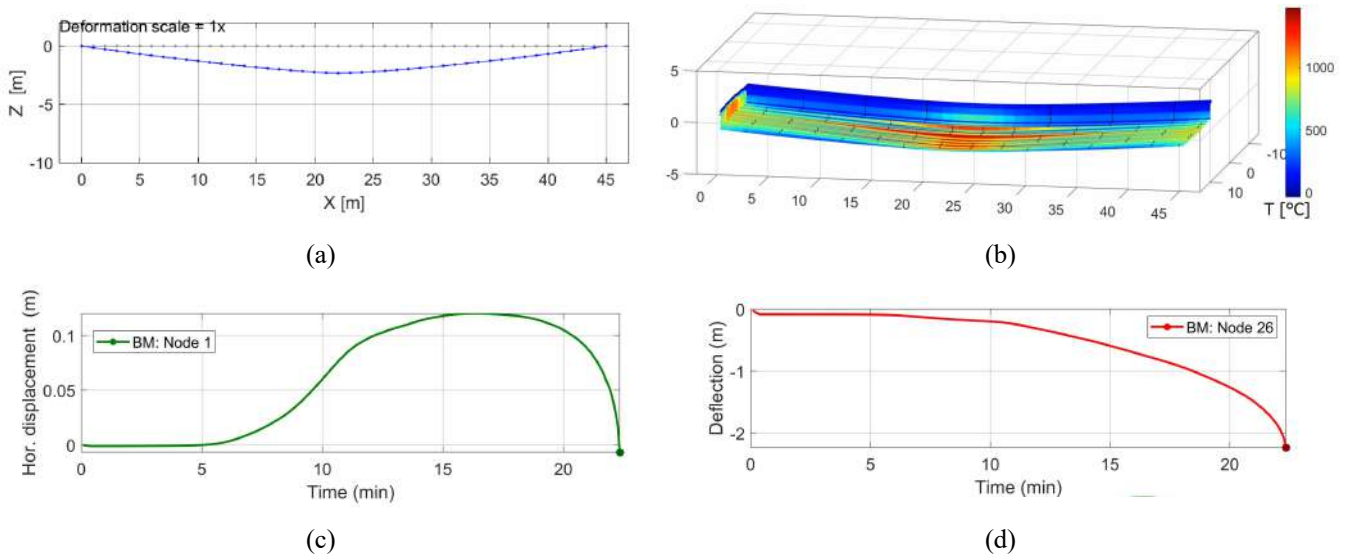 Deformation scale = 1x
0
-5
-10
Z [m]
0 5 10 15 20 25 30 35 40 45
X [m]
(a)
5
0
-5
0 5 10 15 20 25 30 35 40 45
-10
0
10
1000
500
0
T [°C]
(b)
0.1
0.05
0
Hor. displacement (m)
BM: Node 1
0 5 10 15 20
Time (min)
(c)
0
-1
-2
Deflection (m)
BM: Node 26
0 5 10 15 20
Time (min)
(d)